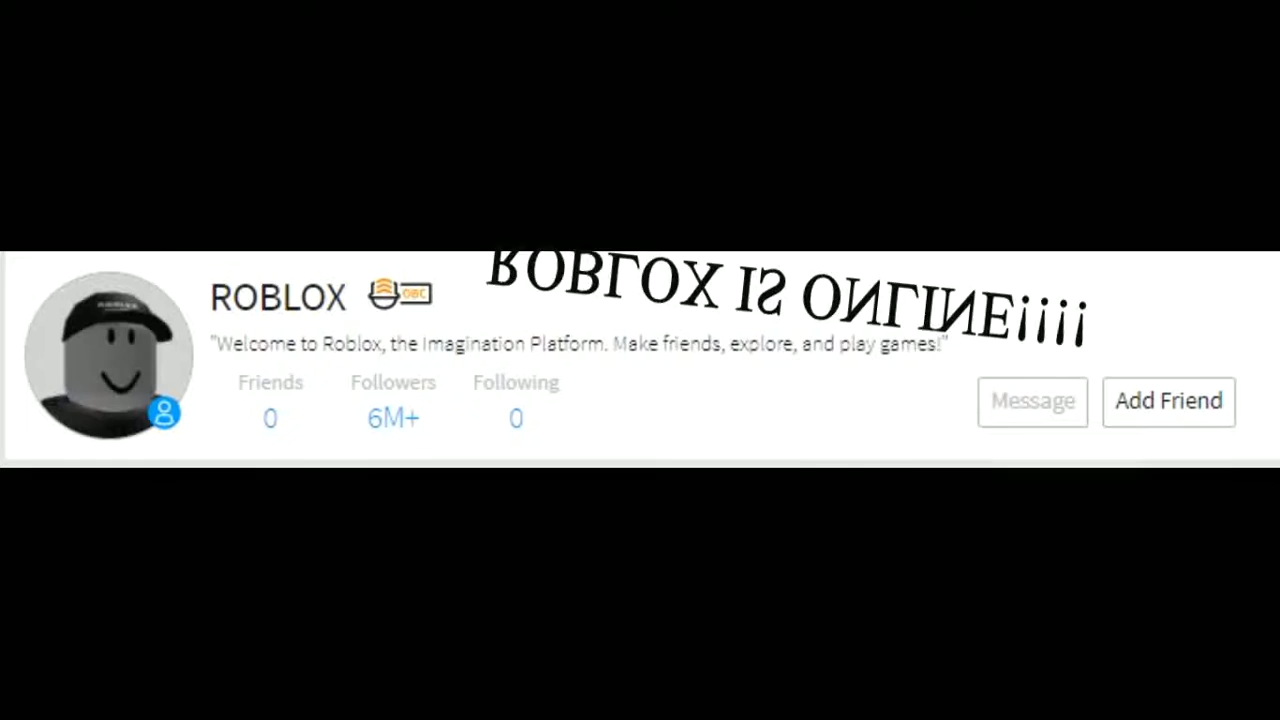 ROBLOX OBC
ROBLOX IS ONLINE!!!!
"Welcome to Roblox, the Imagination Platform. Make friends, explore, and play games!"
Friends Followers Following
0 6M+ 0
Message Add Friend